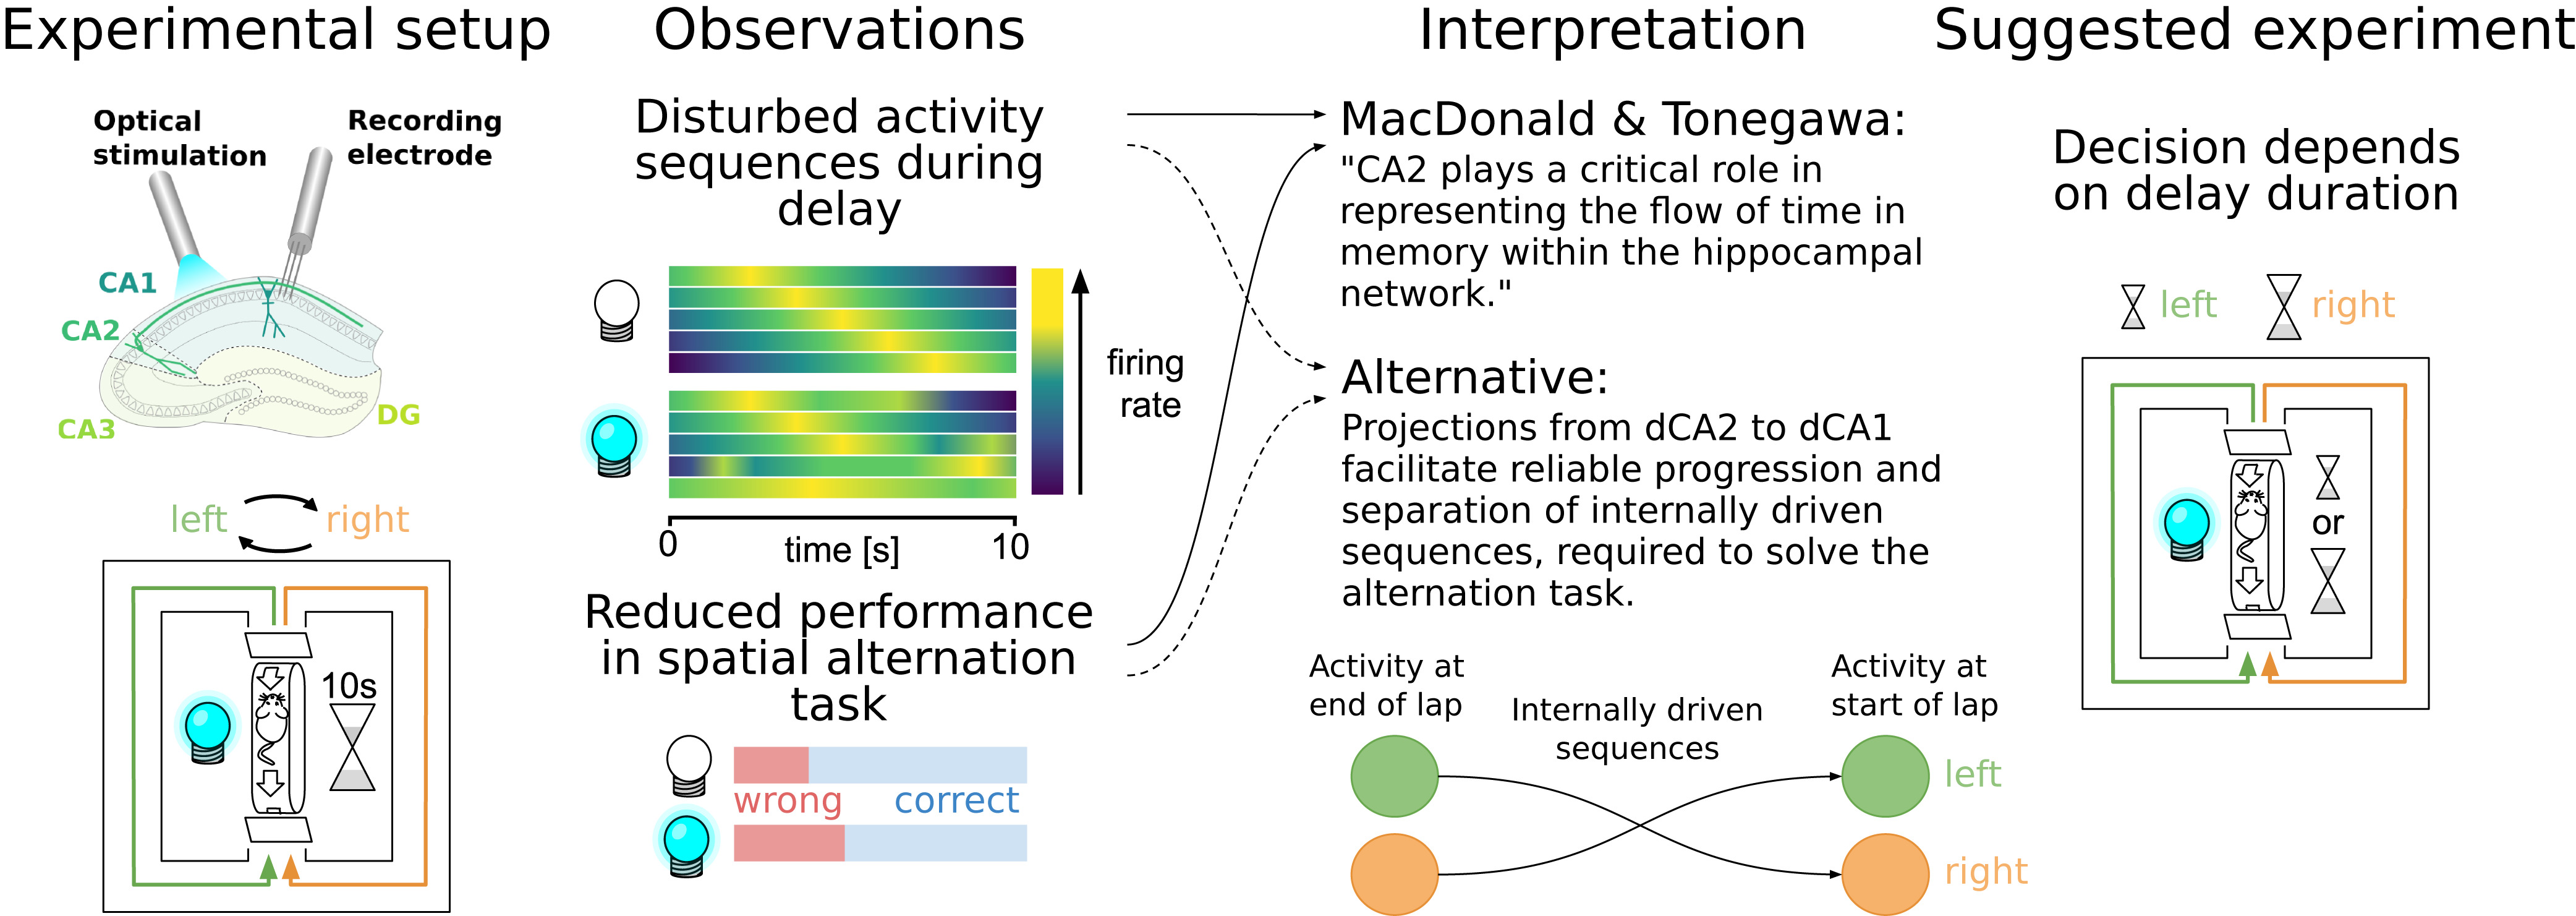 Experimental setup
Optical
stimulation
Recording
electrode
CA1
CA2
CA3
DG
left
right
10s
Observations
Disturbed activity
sequences during
delay
firing
rate
0
time [s]
10
Reduced performance
in spatial alternation
task
wrong
correct
Interpretation
MacDonald & Tonegawa:
"CA2 plays a critical role in
representing the flow of time in
memory within the hippocampal
network."
Alternative:
Projections from dCA2 to dCA1
facilitate reliable progression and
separation of internally driven
sequences, required to solve the
alternation task.
Activity at
end of lap
Internally driven
sequences
Activity at
start of lap
left
right
Suggested experiment
Decision depends
on delay duration
left
right
or